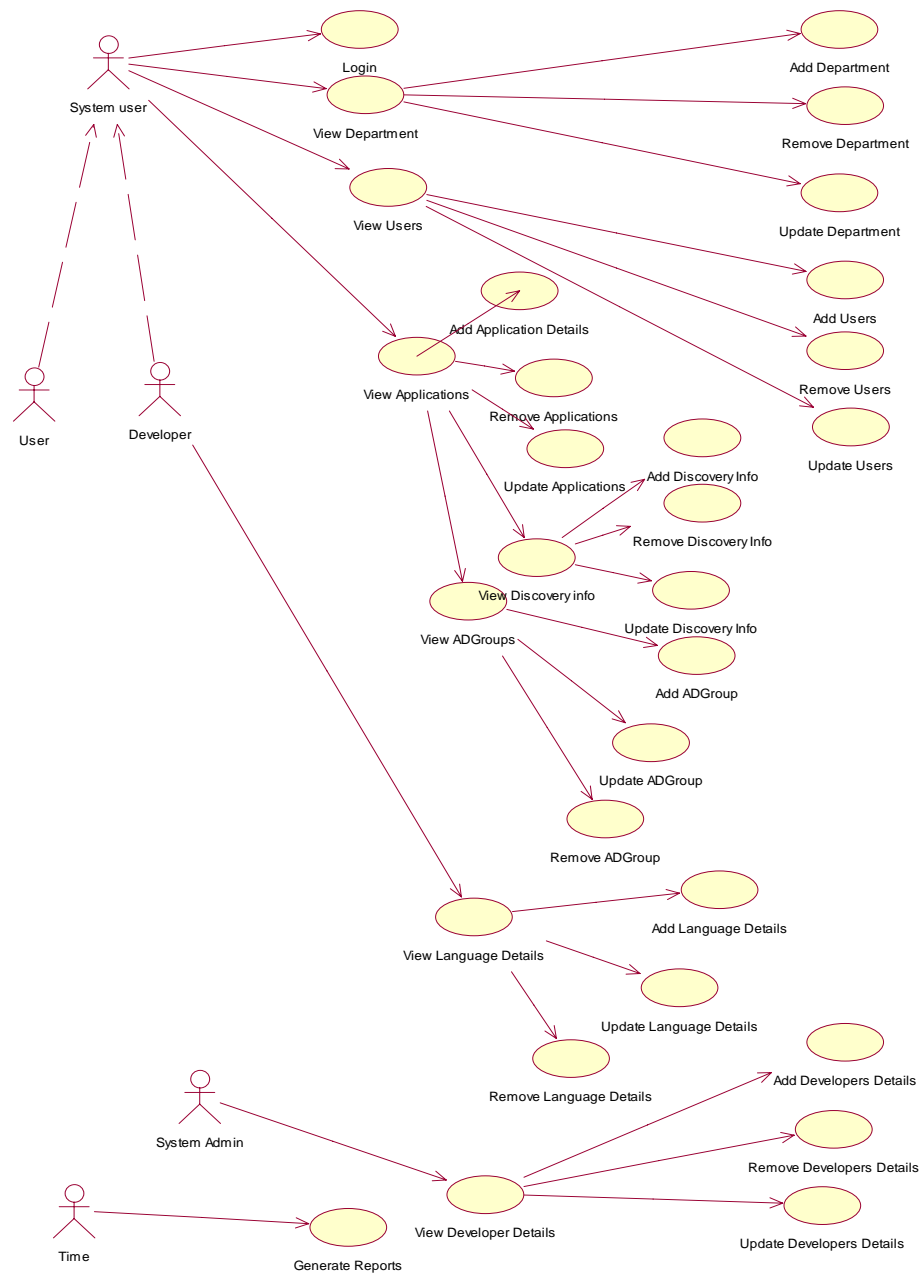 Login
Add Department
System user
View Department
Remove Department
View Users
Update Department
Add Users
Add Application Details
View Applications
Remove Users
Remove Applications
User
Developer
Update Users
Update Applications
Add Discovery Info
Remove Discovery Info
View Discovery info
Update Discovery Info
View ADGroups
Add ADGroup
Update ADGroup
Remove ADGroup
Add Language Details
View Language Details
Update Language Details
Add Developers Details
Remove Language Details
System Admin
Remove Developers Details
View Developer Details
Update Developers Details
Time
Generate Reports